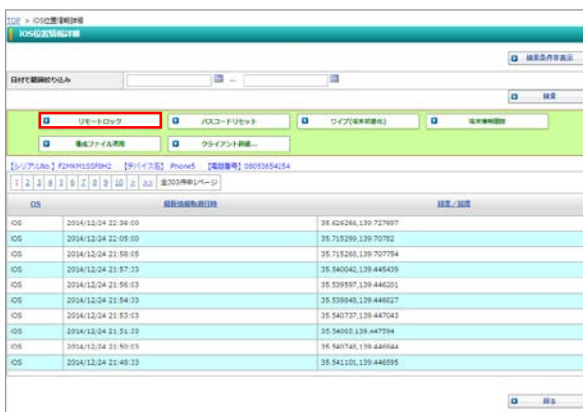 TOP > iOS位置情報詳細
iOS位置情報詳細
検索条件非表示
日付で範囲絞り込み ～
検索
リモートロック パスコードリセット ワイプ(端末初期化) 端末情報削除
構成ファイル適用 クライアント詳細...
【シリアルNo.】F2MKM1SSF0H2 【デバイス名】 Phone5 【電話番号】08053654254
1 2 3 4 5 6 7 8 9 10 > >> 全303件中1ページ
OS 最新情報取得日時 緯度／経度
iOS 2014/12/24 22:36:00 35.626268,139.727697
iOS 2014/12/24 22:05:00 35.715299,139.70782
iOS 2014/12/24 21:58:05 35.715268,139.707754
iOS 2014/12/24 21:57:33 35.540042,139.445439
iOS 2014/12/24 21:56:03 35.539597,139.446201
iOS 2014/12/24 21:54:33 35.539848,139.446827
iOS 2014/12/24 21:53:03 35.540737,139.447043
iOS 2014/12/24 21:51:33 35.54065,139.447594
iOS 2014/12/24 21:50:03 35.540748,139.446644
iOS 2014/12/24 21:48:33 35.541101,139.446595
戻る